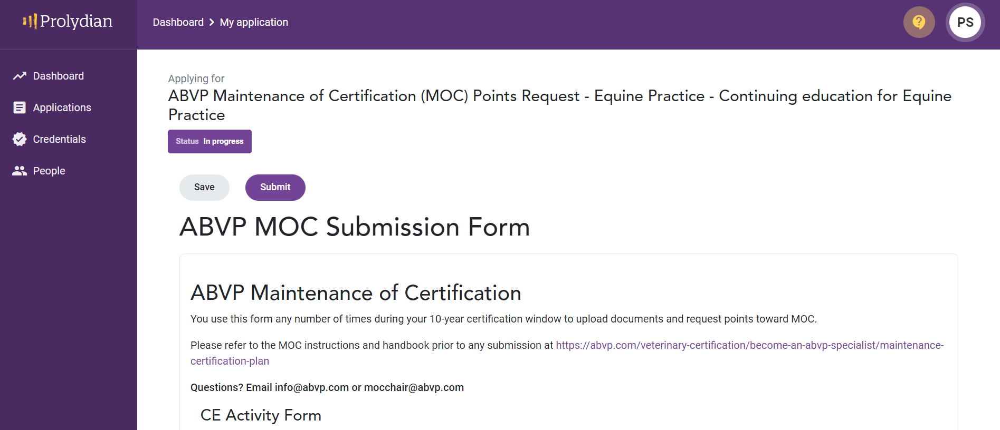 Prolydian
Dashboard > My application
PS
Dashboard
Applications
Credentials
People
Applying for
ABVP Maintenance of Certification (MOC) Points Request - Equine Practice - Continuing education for Equine
Practice
Status In progress
Save
Submit
ABVP MOC Submission Form
ABVP Maintenance of Certification
You use this form any number of times during your 10-year certification window to upload documents and request points toward MOC.
Please refer to the MOC instructions and handbook prior to any submission at https://abvp.com/veterinary-certification/become-an-abvp-specialist/maintenance-
certification-plan
Questions? Email info@abvp.com or mocchair@abvp.com
CE Activity Form